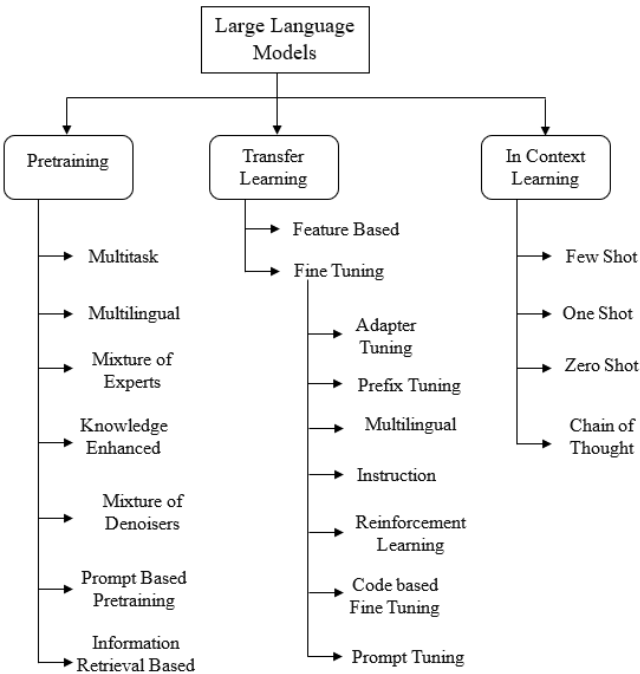 Large Language
Models
Pretraining
Transfer
Learning
In Context
Learning
Multitask
Multilingual
Mixture of
Experts
Knowledge
Enhanced
Mixture of
Denoisers
Prompt Based
Pretraining
Information
Retrieval Based
Feature Based
Fine Tuning
Adapter
Tuning
Prefix Tuning
Multilingual
Instruction
Reinforcement
Learning
Code based
Fine Tuning
Prompt Tuning
Few Shot
One Shot
Zero Shot
Chain of
Thought